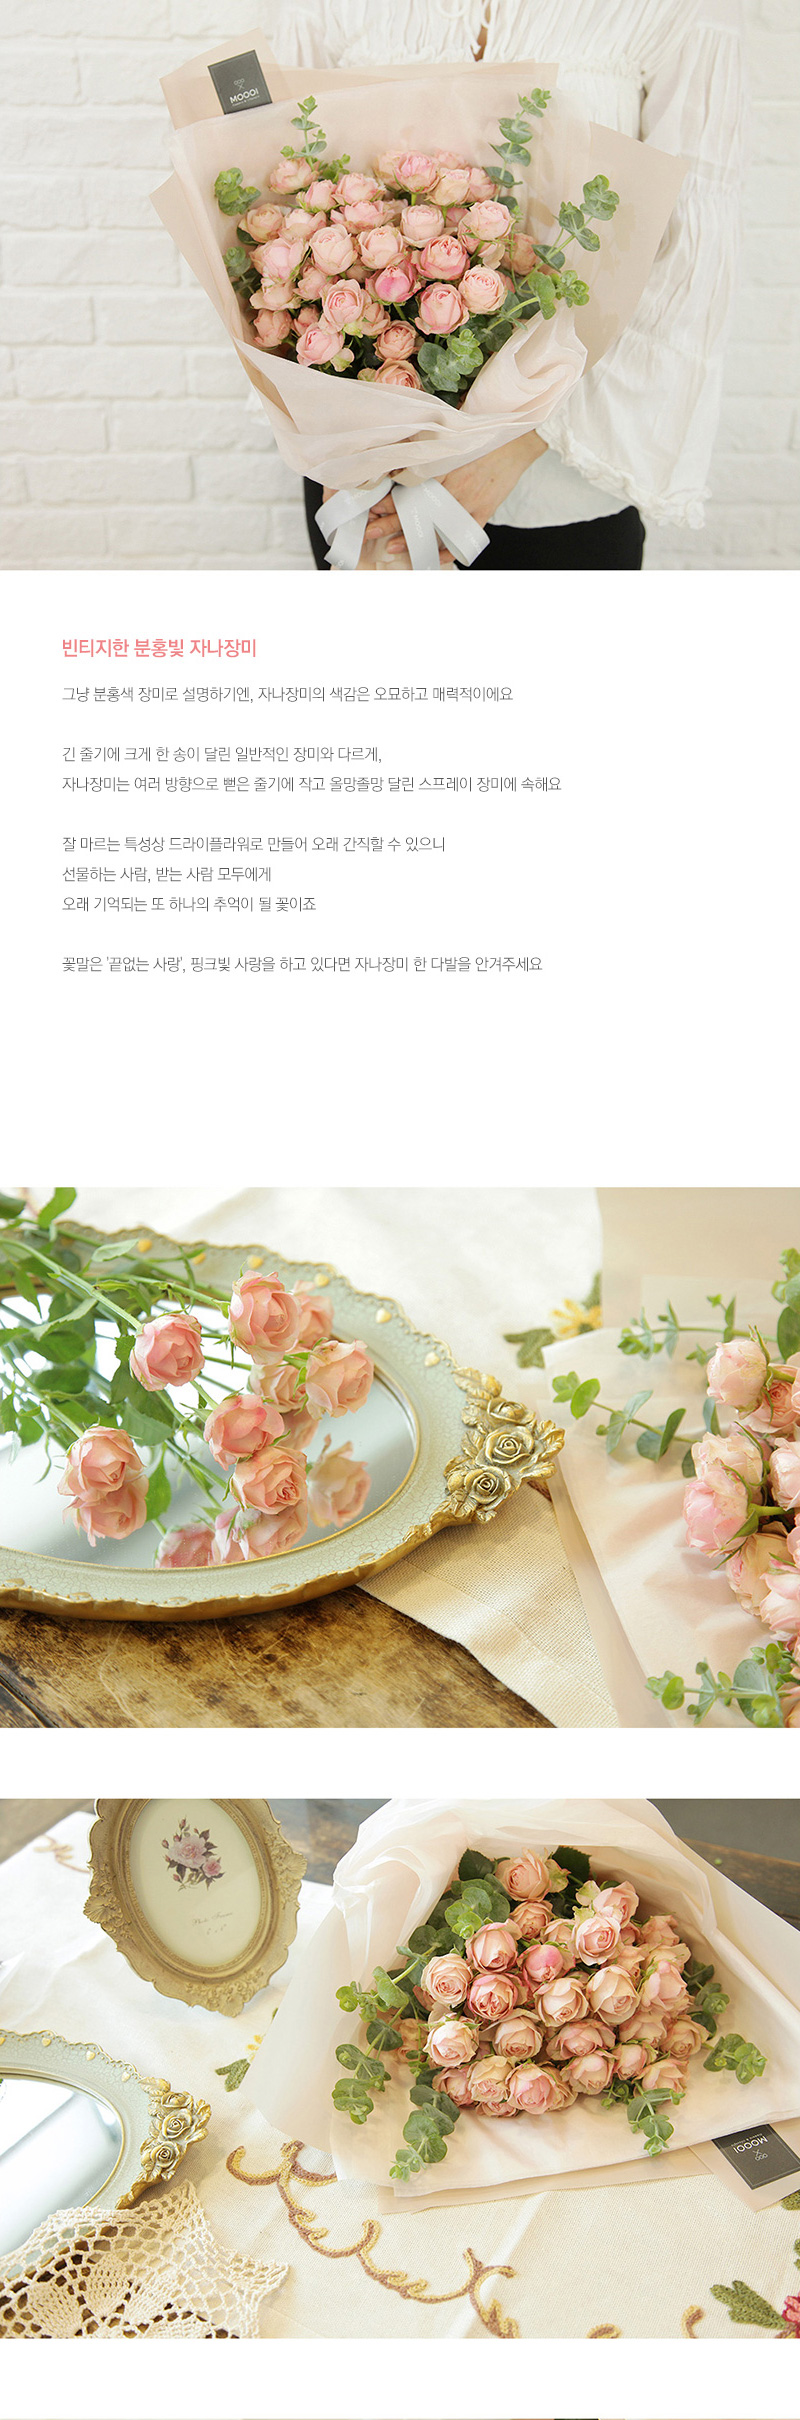 MOOOI
빈티지한 분홍빛 자나장미
그냥 분홍색 장미로 설명하기엔, 자나장미의 색감은 오묘하고 매력적이에요
긴 줄기에 크게 한 송이 달린 일반적인 장미와 다르게,
자나장미는 여러 방향으로 뻗은 줄기에 작고 올망졸망 달린 스프레이 장미에 속해요
잘 마르는 특성상 드라이플라워로 만들어 오래 간직할 수 있으니
선물하는 사람, 받는 사람 모두에게
오래 기억되는 또 하나의 추억이 될 꽃이죠
꽃말은 '끝없는 사랑', 핑크빛 사랑을 하고 있다면 자나장미 한 다발을 안겨주세요
MOOOI